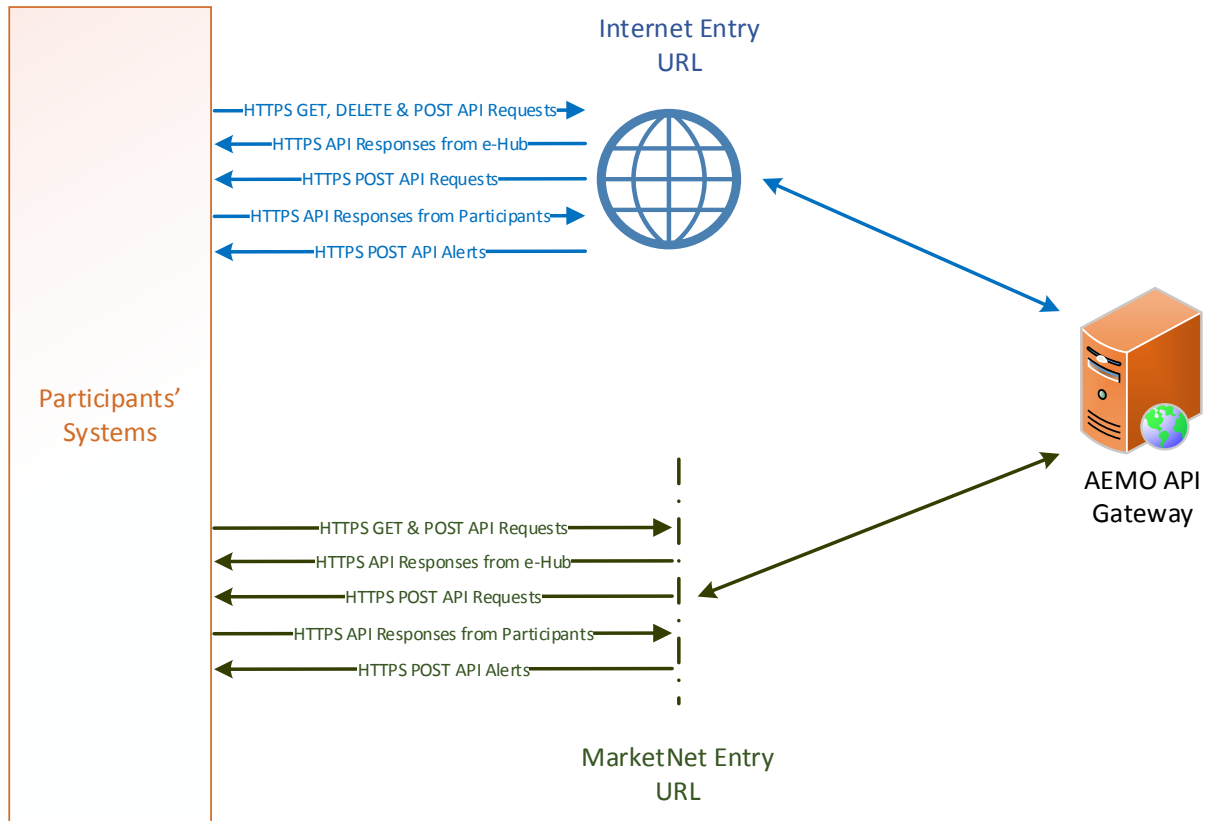 Internet Entry
URL
HTTPS GET, DELETE & POST API Requests
HTTPS API Responses from e-Hub
HTTPS POST API Requests
HTTPS API Responses from Participants
HTTPS POST API Alerts
Participants’
Systems
AEMO API
Gateway
HTTPS GET & POST API Requests
HTTPS API Responses from e-Hub
HTTPS POST API Requests
HTTPS API Responses from Participants
HTTPS POST API Alerts
MarketNet Entry
URL